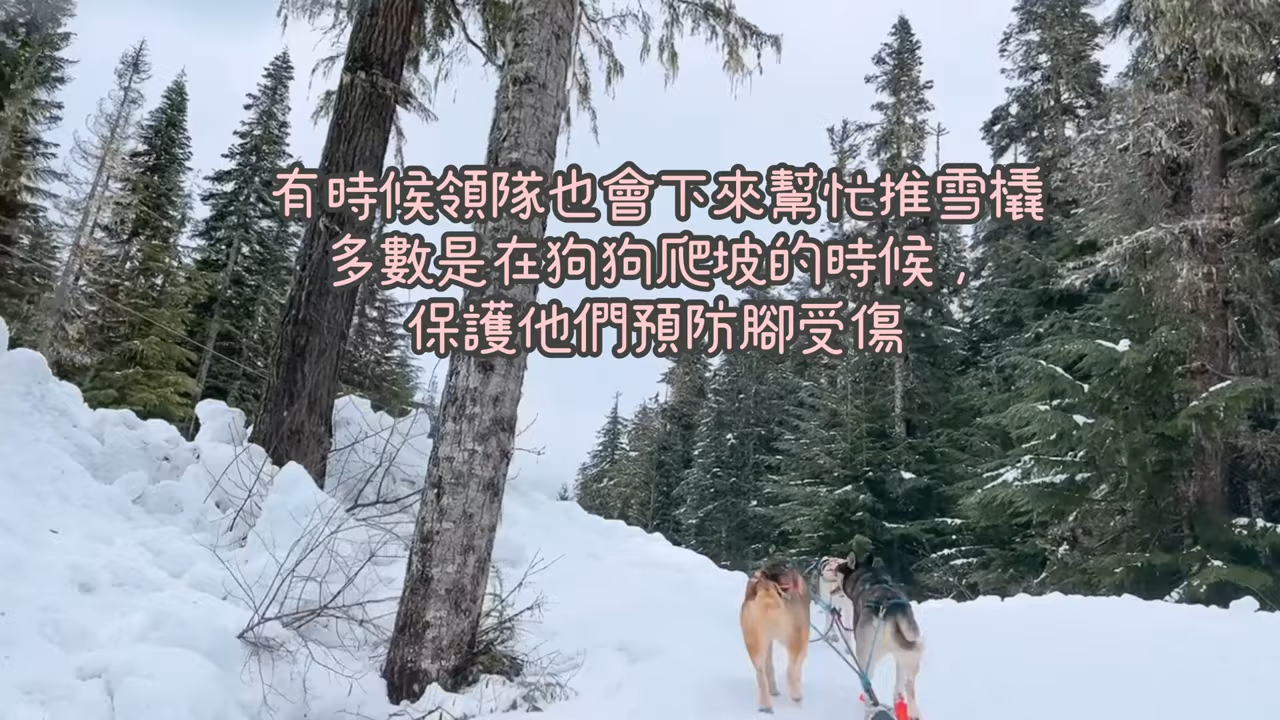 有時候領隊也會下來幫忙推雪橇
多數是在狗狗爬坡的時候，
保護他們預防腳受傷